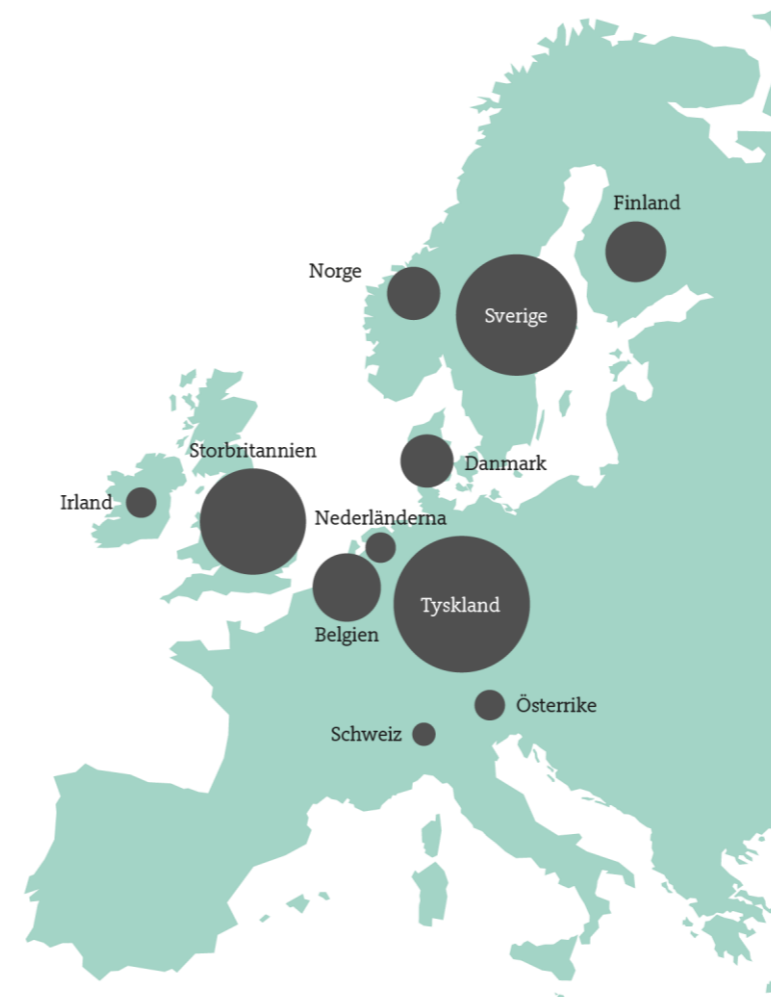 Finland
Norge
Sverige
Storbritannien
Danmark
Irland
Nederländerna
Tyskland
Belgien
Österrike
Schweiz